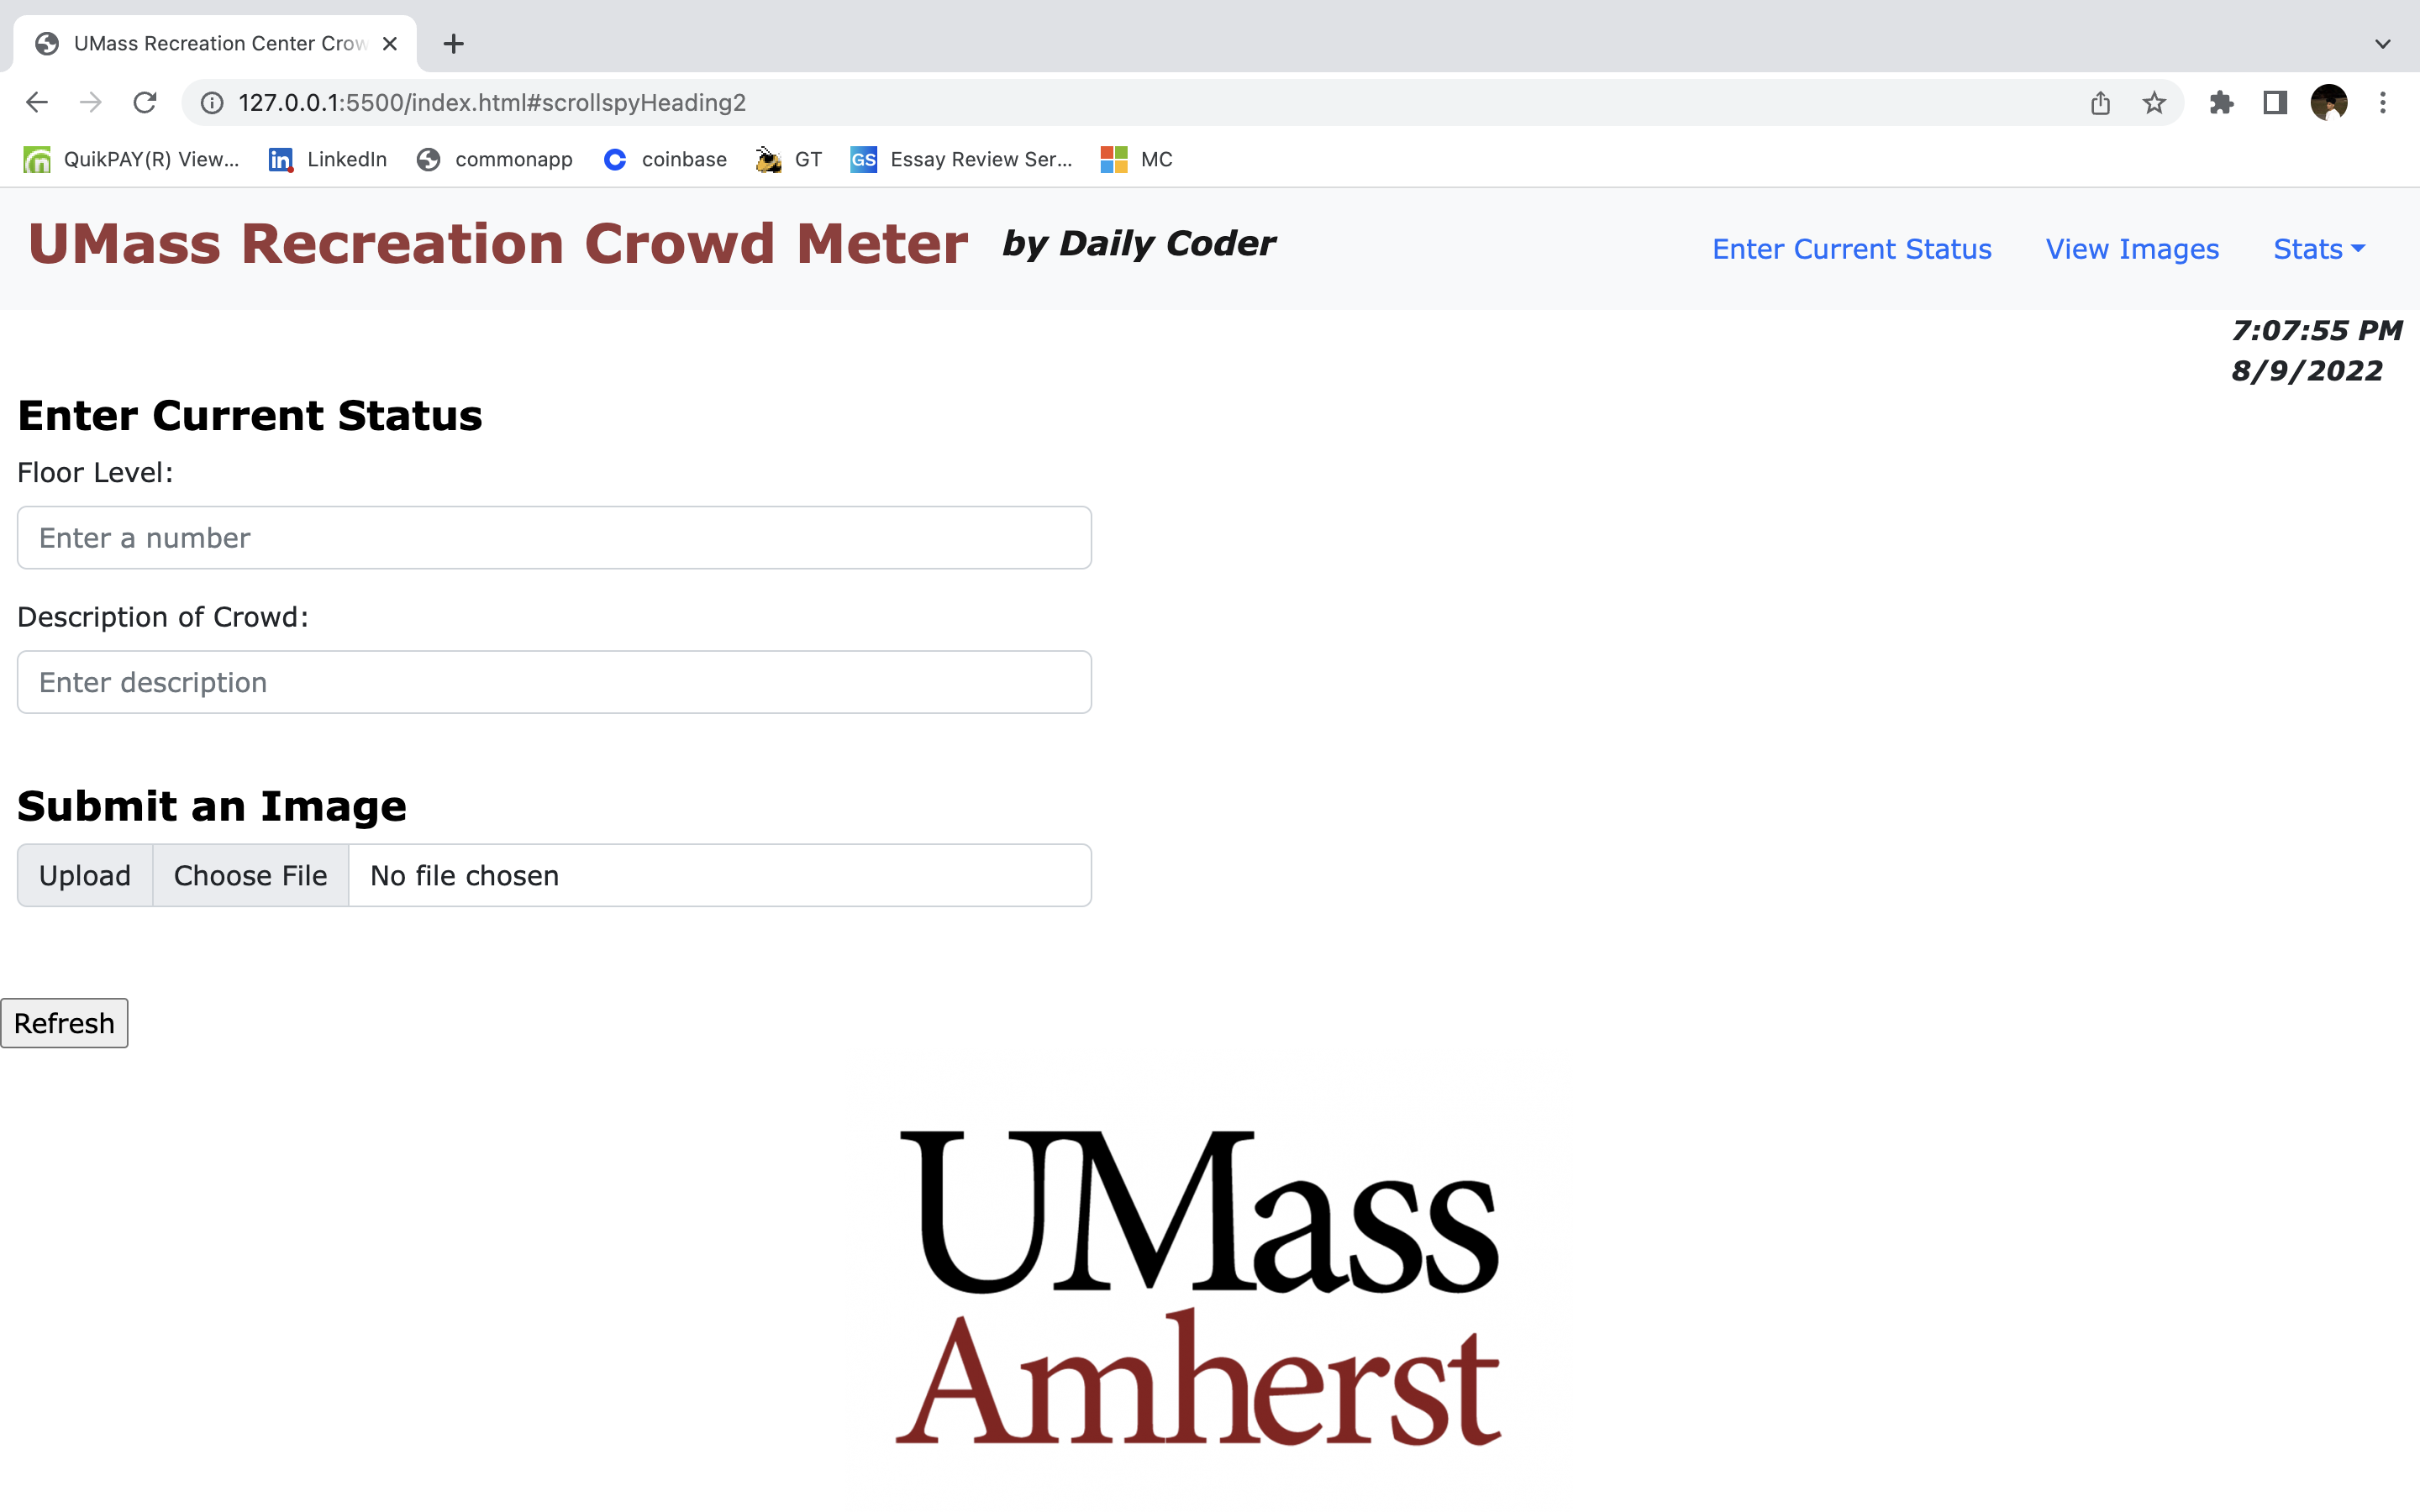 UMass Recreation Center Crow
127.0.0.1:5500/index.html#scrollspyHeading2
QuikPAY(R) View... LinkedIn commonapp coinbase GT GS Essay Review Ser... MC
UMass Recreation Crowd Meter by Daily Coder Enter Current Status View Images Stats
7:07:55 PM
8/9/2022
Enter Current Status
Floor Level:
Enter a number
Description of Crowd:
Enter description
Submit an Image
Upload Choose File No file chosen
Refresh
UMass
Amherst